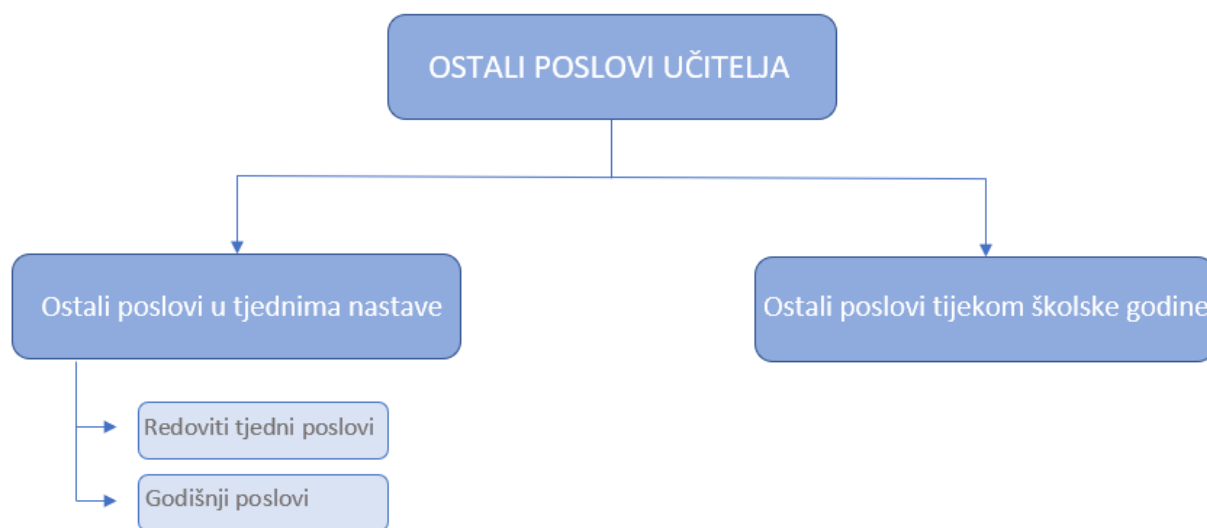 OSTALI POSLOVI UČITELJA
Ostali poslovi u tjednima nastave
Ostali poslovi tijekom školske godine
Redoviti tjedni poslovi
Godišnji poslovi